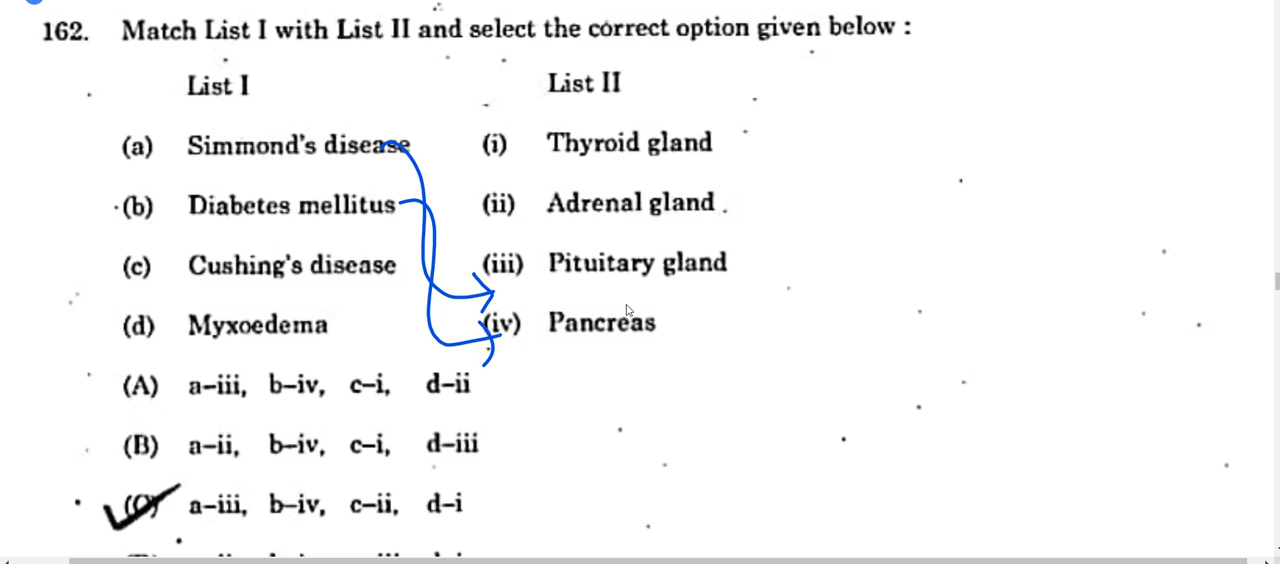 162. Match List I with List II and select the correct option given below :
List I List II
(a) Simmond's disease (i) Thyroid gland
(b) Diabetes mellitus (ii) Adrenal gland
(c) Cushing's disease (iii) Pituitary gland
(d) Myxoedema (iv) Pancreas
(A) a–iii, b–iv, c–i, d–ii
(B) a–ii, b–iv, c–i, d–iii
(C) a–iii, b–iv, c–ii, d–i